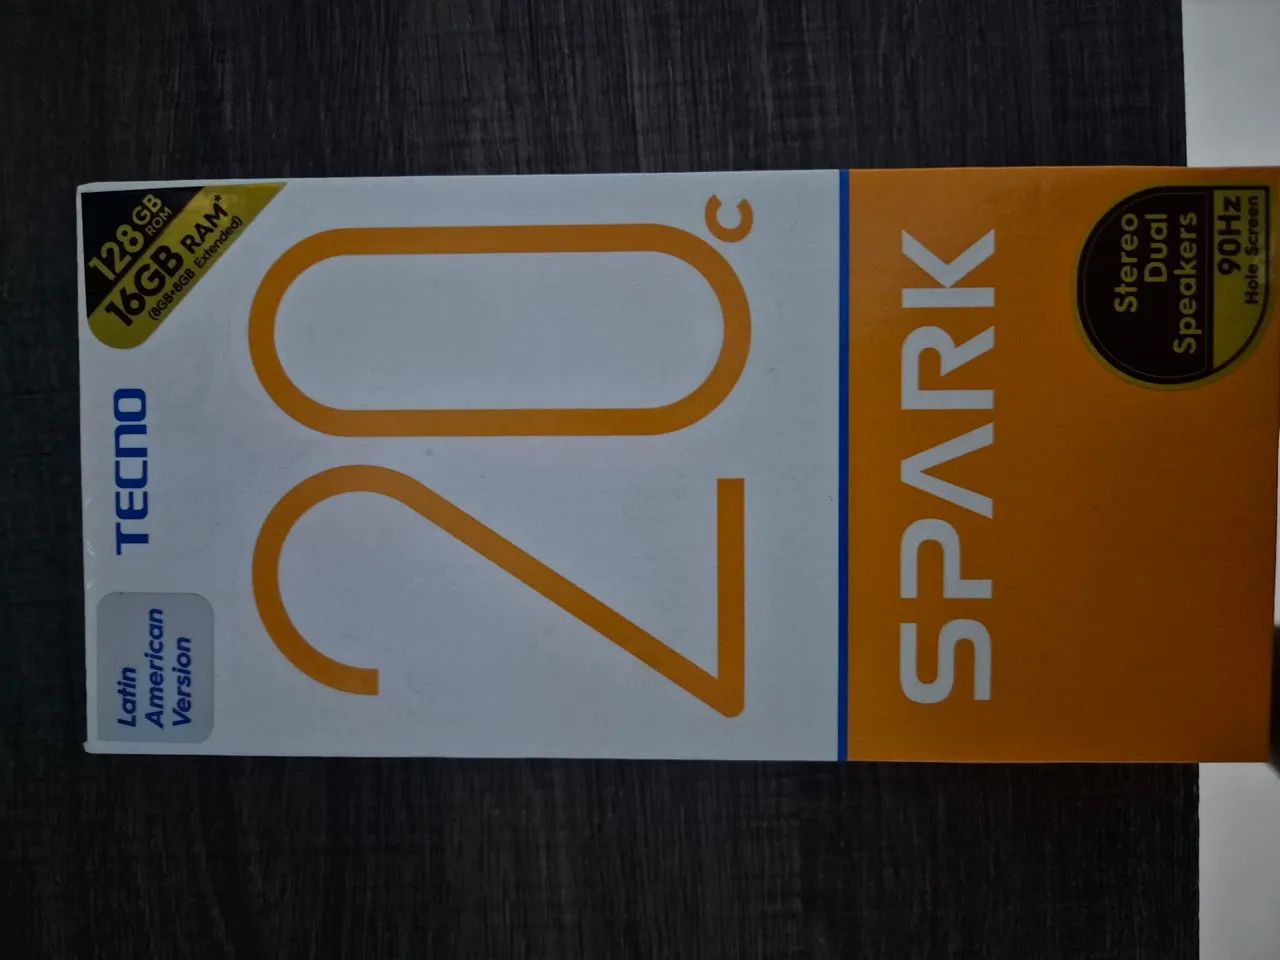 Latin
American
Version
TECNO
128GB
ROM
16GB RAM*
(8GB+8GB Extended)
20C
SPARK
Stereo
Dual
Speakers
90Hz
Hole Screen